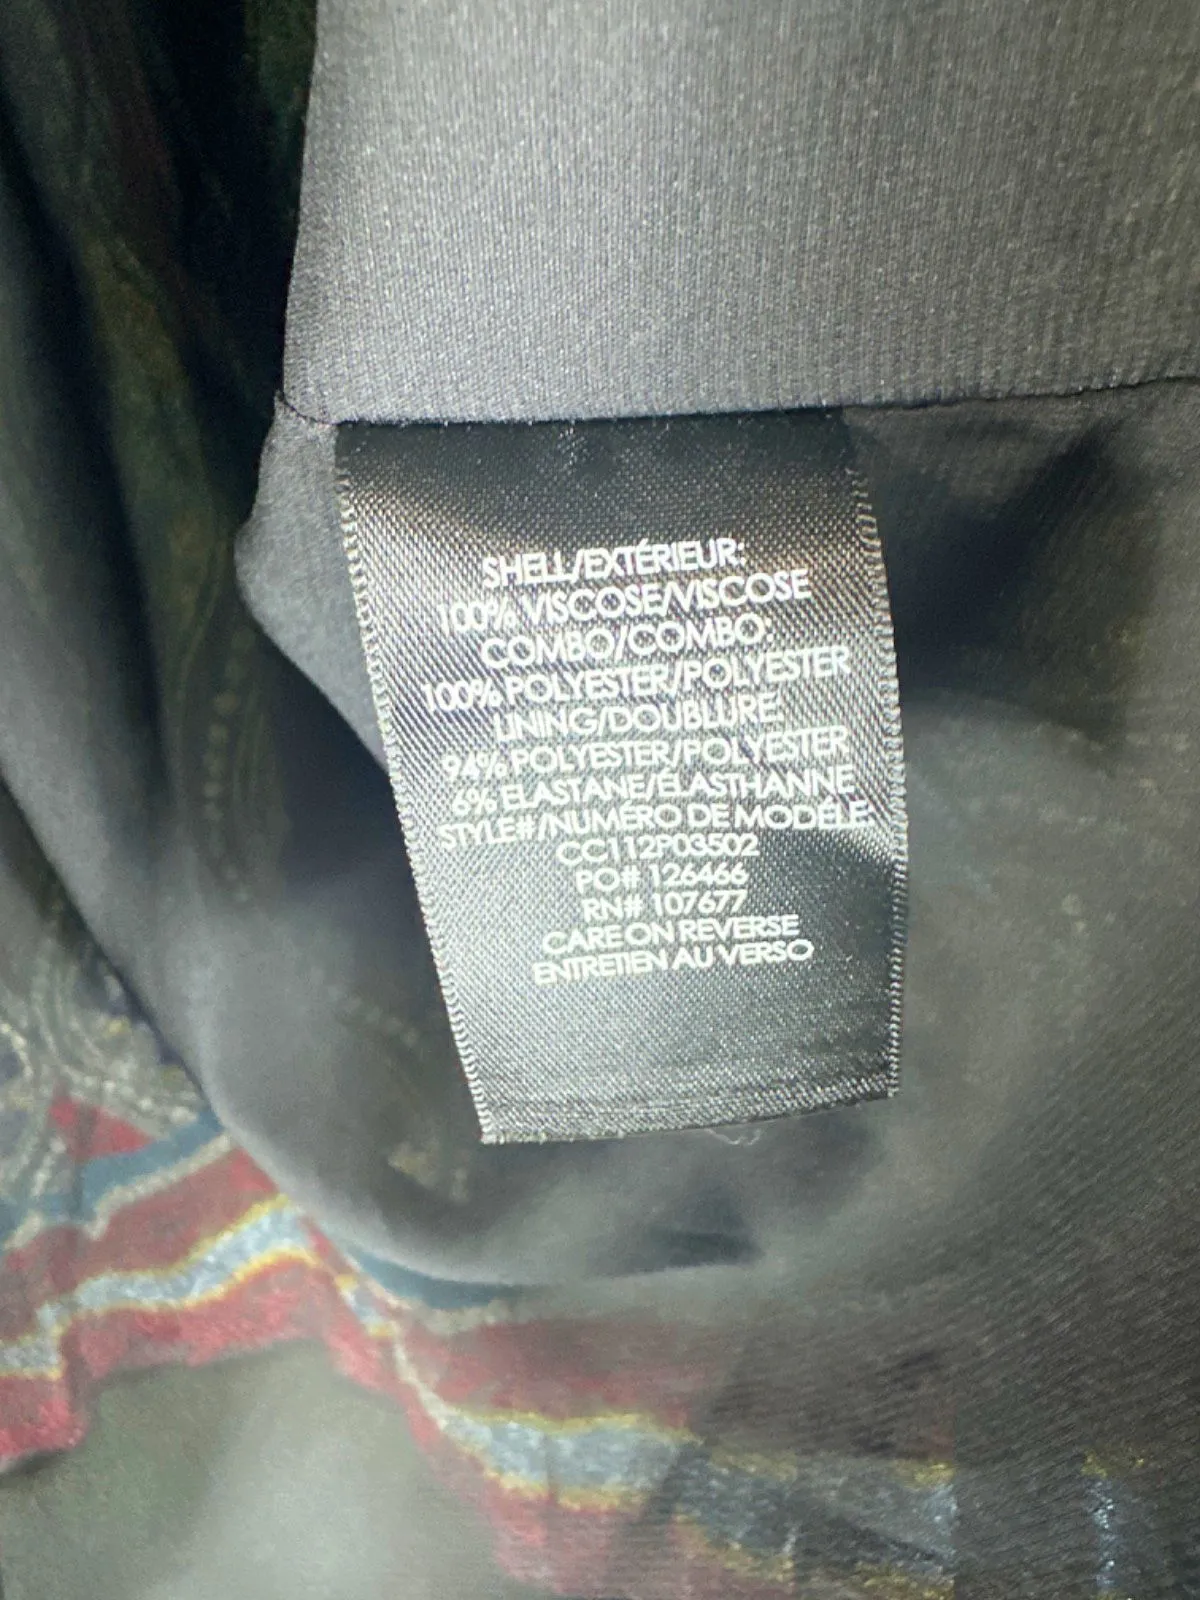 SHELL/EXTÉRIEUR:
100% VISCOSE/VISCOSE
COMBO/COMBO:
100% POLYESTER/POLYESTER
LINING/DOUBLURE:
94% POLYESTER/POLYESTER
6% ELASTANE/ÉLASTHANNE
STYLE#/NUMÉRO DE MODÉLE
CC112P03502
PO# 126466
RN# 107677
CARE ON REVERSE
ENTRETIEN AU VERSO